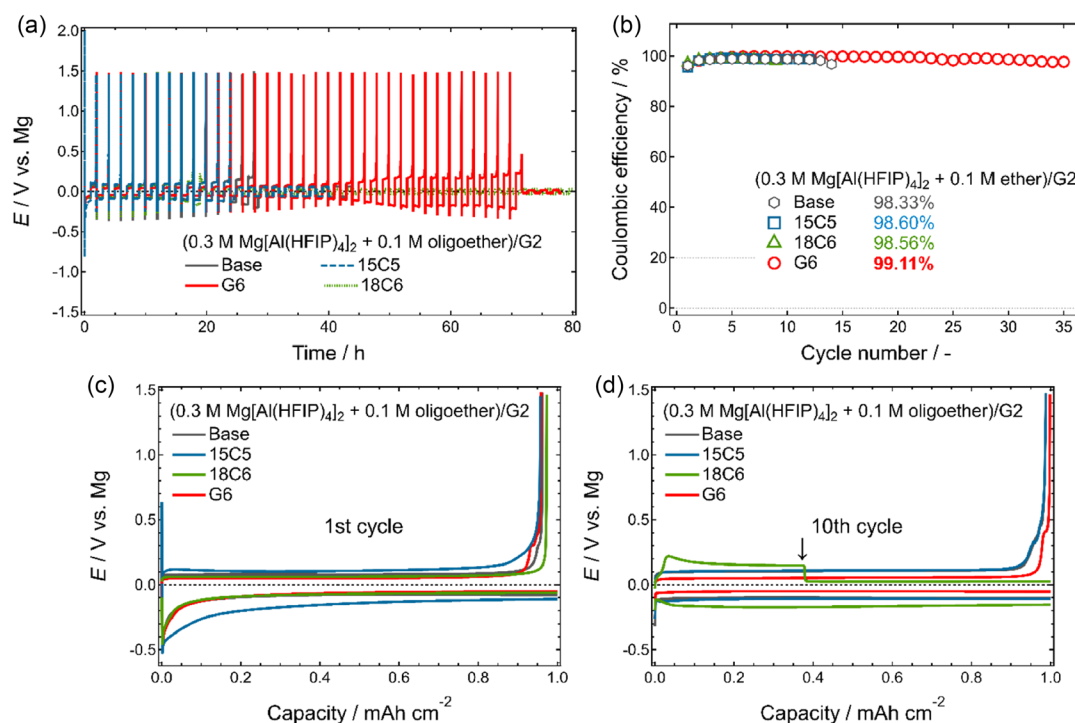 (a)
2.0
1.5
1.0
0.5
0.0
-0.5
-1.0
-1.5
E / V vs. Mg
(0.3 M Mg[Al(HFIP)₄]₂ + 0.1 M oligoether)/G2
Base
15C5
G6
18C6
0
20
40
60
80
Time / h
(b)
100
80
60
40
20
0
Coulombic efficiency / %
(0.3 M Mg[Al(HFIP)₄]₂ + 0.1 M ether)/G2
Base 98.33%
15C5 98.60%
18C6 98.56%
G6 99.11%
0
5
10
15
20
25
30
35
Cycle number / -
(c)
1.5
1.0
0.5
0.0
-0.5
E / V vs. Mg
(0.3 M Mg[Al(HFIP)₄]₂ + 0.1 M oligoether)/G2
Base
15C5
18C6
G6
1st cycle
0.0
0.2
0.4
0.6
0.8
1.0
Capacity / mAh cm⁻²
(d)
1.5
1.0
0.5
0.0
-0.5
E / V vs. Mg
(0.3 M Mg[Al(HFIP)₄]₂ + 0.1 M oligoether)/G2
Base
15C5
18C6
G6
10th cycle
0.0
0.2
0.4
0.6
0.8
1.0
Capacity / mAh cm⁻²